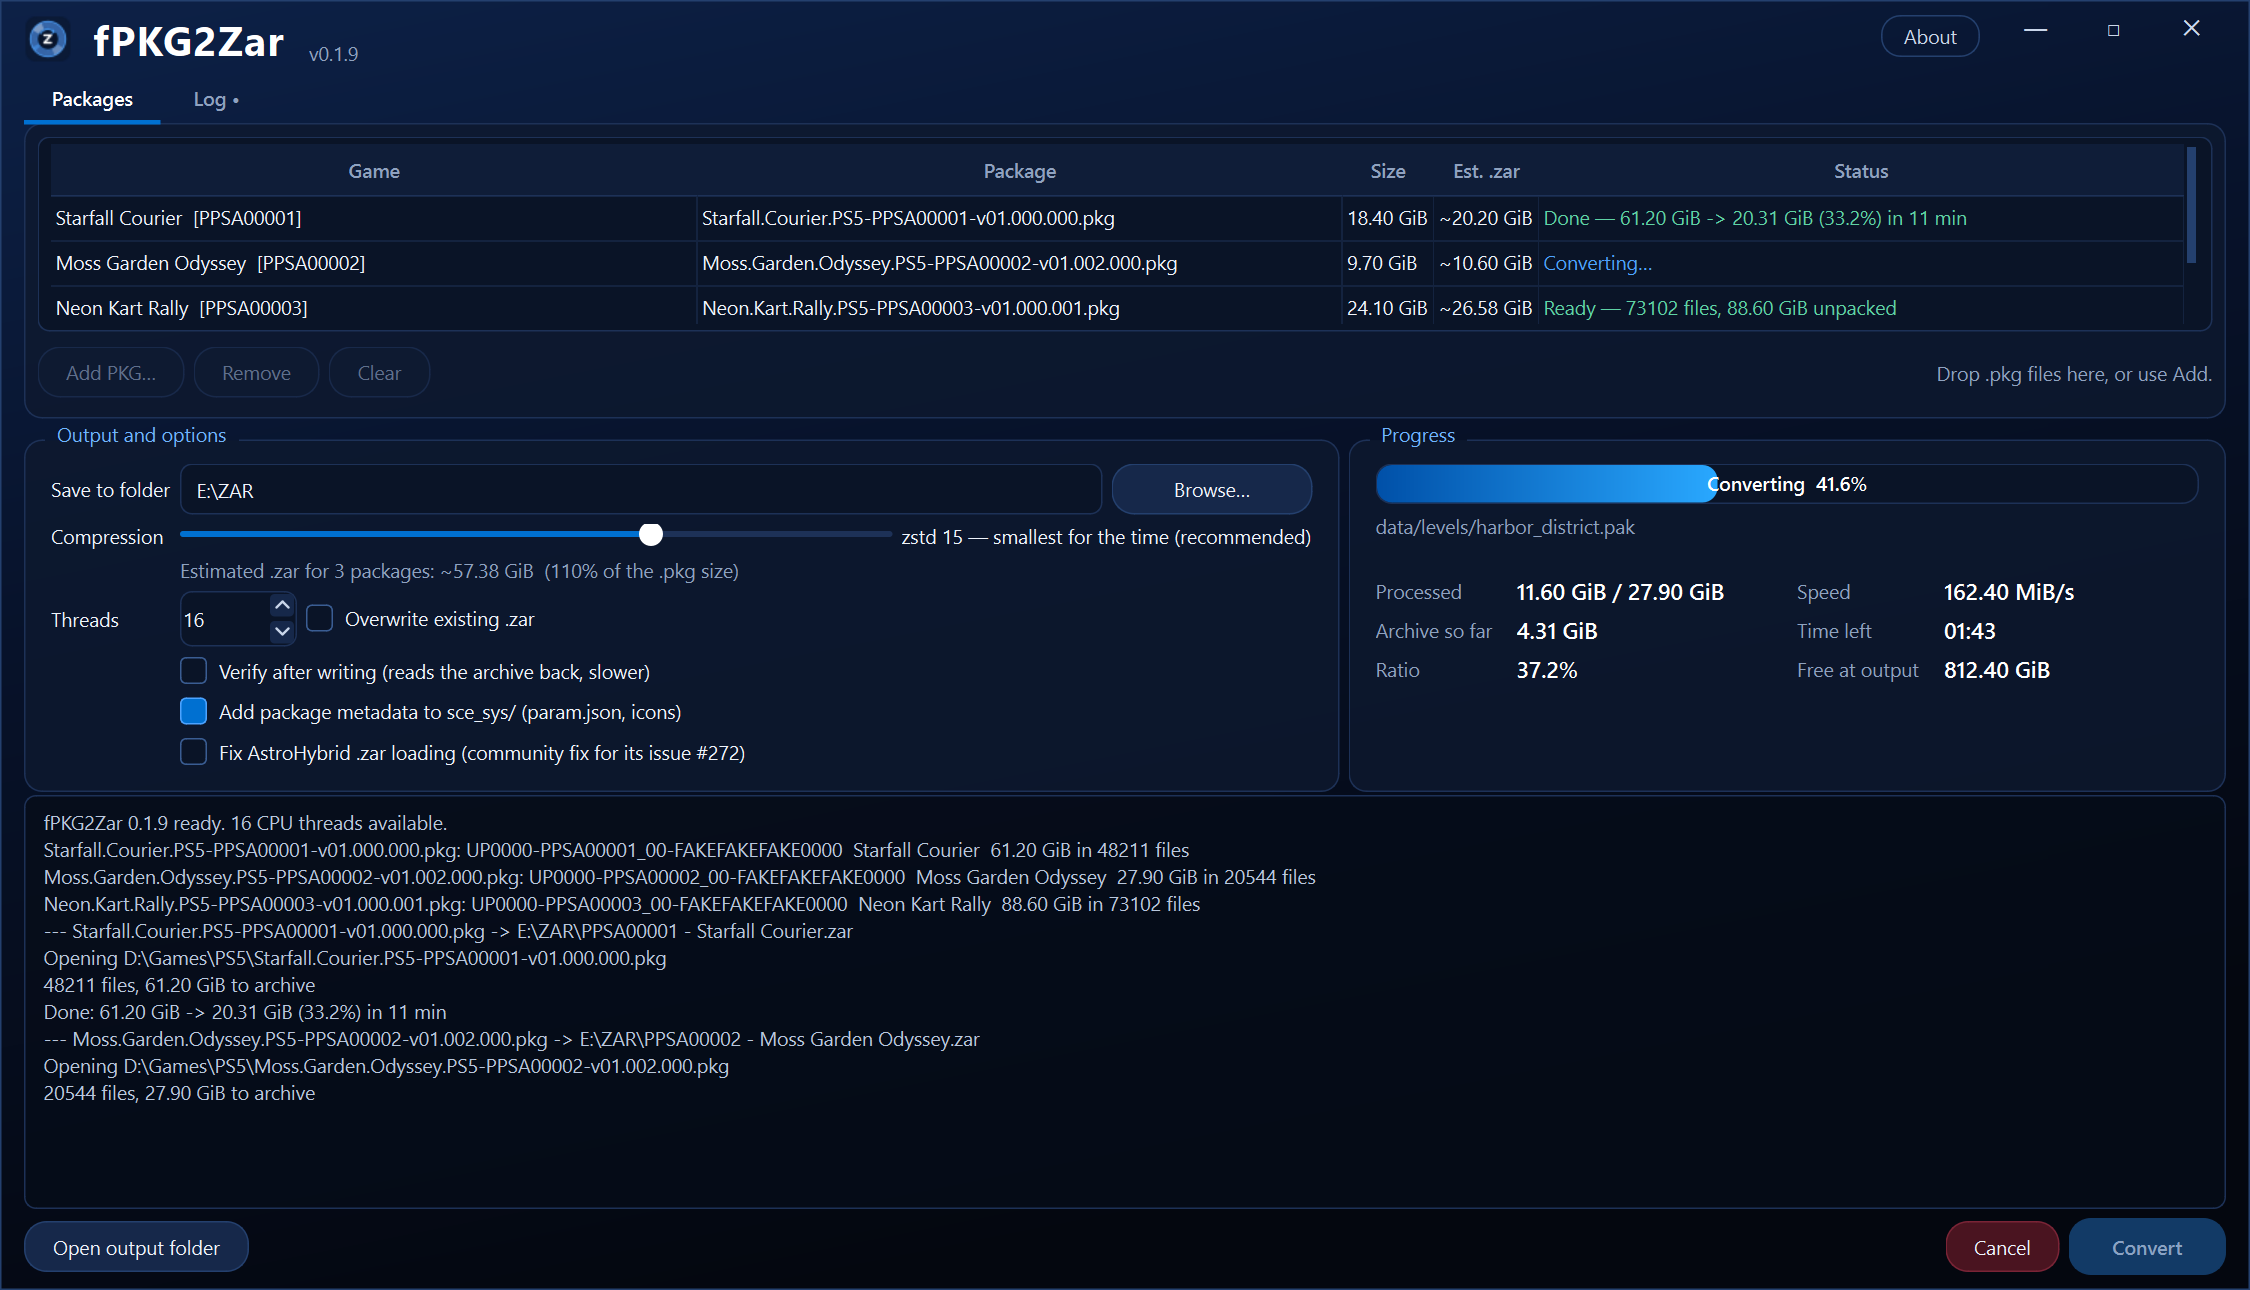 fPKG2Zar v0.1.9 About
Packages Log •
Game Package Size Est. .zar Status
Starfall Courier [PPSA00001] Starfall.Courier.PS5-PPSA00001-v01.000.000.pkg 18.40 GiB ~20.20 GiB Done — 61.20 GiB -> 20.31 GiB (33.2%) in 11 min
Moss Garden Odyssey [PPSA00002] Moss.Garden.Odyssey.PS5-PPSA00002-v01.002.000.pkg 9.70 GiB ~10.60 GiB Converting...
Neon Kart Rally [PPSA00003] Neon.Kart.Rally.PS5-PPSA00003-v01.000.001.pkg 24.10 GiB ~26.58 GiB Ready — 73102 files, 88.60 GiB unpacked
Add PKG... Remove Clear Drop .pkg files here, or use Add.
Output and options
Save to folder E:\ZAR Browse...
Compression zstd 15 — smallest for the time (recommended)
Estimated .zar for 3 packages: ~57.38 GiB (110% of the .pkg size)
Threads 16 Overwrite existing .zar
Verify after writing (reads the archive back, slower)
Add package metadata to sce_sys/ (param.json, icons)
Fix AstroHybrid .zar loading (community fix for its issue #272)
Progress
Converting 41.6%
data/levels/harbor_district.pak
Processed 11.60 GiB / 27.90 GiB Speed 162.40 MiB/s
Archive so far 4.31 GiB Time left 01:43
Ratio 37.2% Free at output 812.40 GiB
fPKG2Zar 0.1.9 ready. 16 CPU threads available.
Starfall.Courier.PS5-PPSA00001-v01.000.000.pkg: UP0000-PPSA00001_00-FAKEFAKEFAKE0000 Starfall Courier 61.20 GiB in 48211 files
Moss.Garden.Odyssey.PS5-PPSA00002-v01.002.000.pkg: UP0000-PPSA00002_00-FAKEFAKEFAKE0000 Moss Garden Odyssey 27.90 GiB in 20544 files
Neon.Kart.Rally.PS5-PPSA00003-v01.000.001.pkg: UP0000-PPSA00003_00-FAKEFAKEFAKE0000 Neon Kart Rally 88.60 GiB in 73102 files
--- Starfall.Courier.PS5-PPSA00001-v01.000.000.pkg -> E:\ZAR\PPSA00001 - Starfall Courier.zar
Opening D:\Games\PS5\Starfall.Courier.PS5-PPSA00001-v01.000.000.pkg
48211 files, 61.20 GiB to archive
Done: 61.20 GiB -> 20.31 GiB (33.2%) in 11 min
--- Moss.Garden.Odyssey.PS5-PPSA00002-v01.002.000.pkg -> E:\ZAR\PPSA00002 - Moss Garden Odyssey.zar
Opening D:\Games\PS5\Moss.Garden.Odyssey.PS5-PPSA00002-v01.002.000.pkg
20544 files, 27.90 GiB to archive
Open output folder Cancel Convert